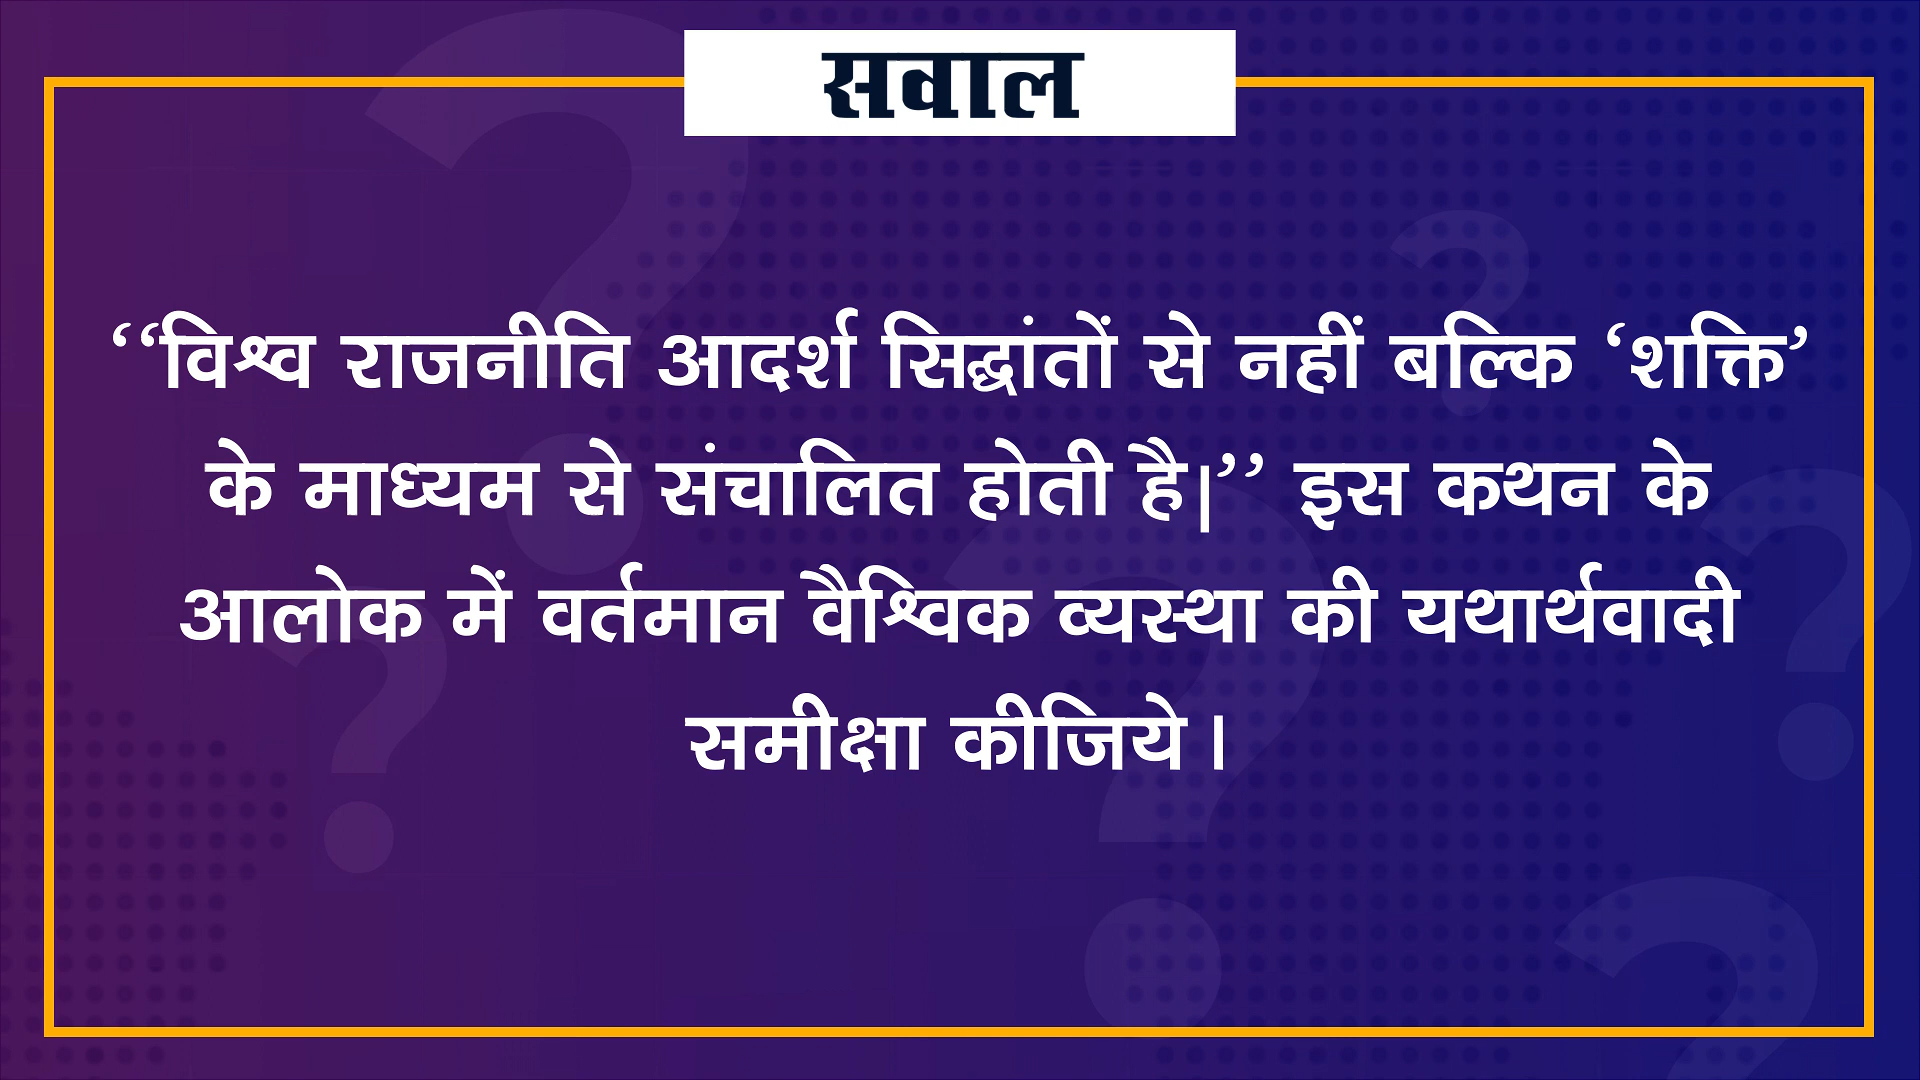 सवाल
‘‘विश्व राजनीति आदर्श सिद्धांतों से नहीं बल्कि ‘शक्ति’
के माध्यम से संचालित होती है|’’ इस कथन के
आलोक में वर्तमान वैश्विक व्यस्था की यथार्थवादी
समीक्षा कीजिये।